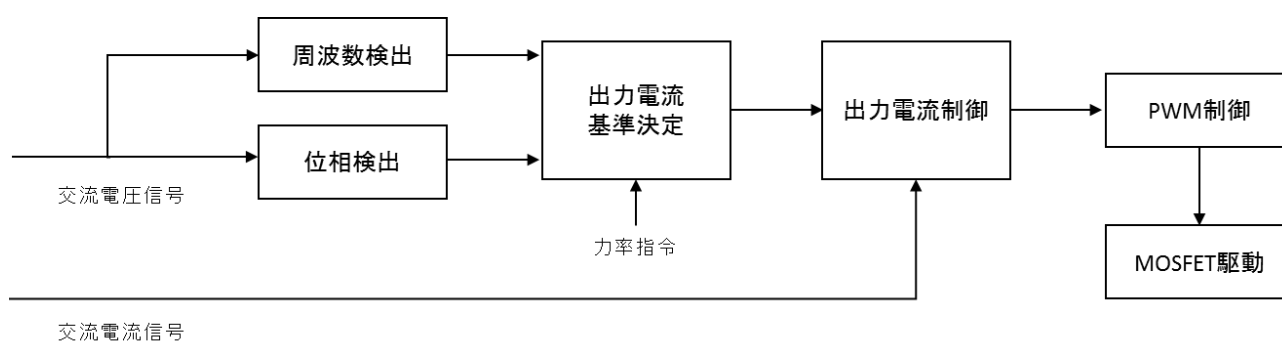 周波数検出
位相検出
出力電流
基準決定
出力電流制御
PWM制御
MOSFET駆動
交流電圧信号
力率指令
交流電流信号